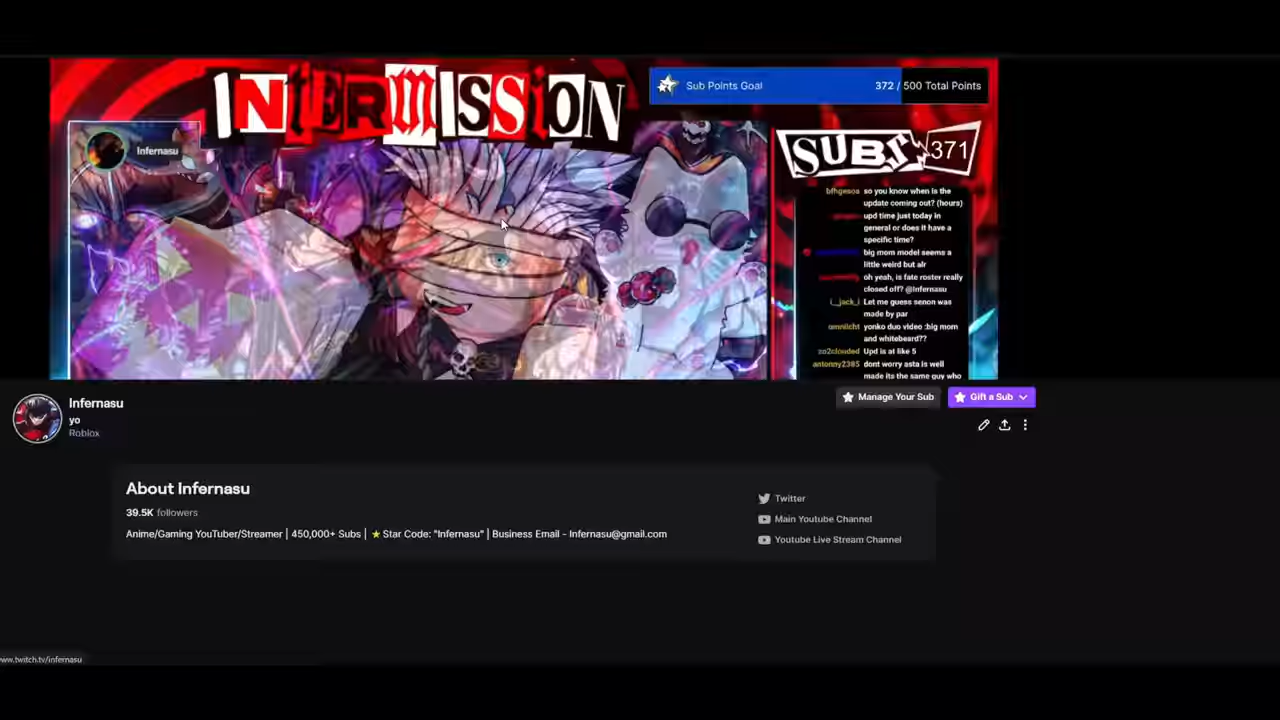 INTERMISSION
Sub Points Goal
372 / 500 Total Points
Infernasu
SUBS 371
bfhgesoa so you know when is the
update coming out? (hours)
upd time just today in
general or does it have a
specific time?
big mom model seems a
little weird but alr
oh yeah, is fate roster really
closed off? @Infernasu
i__jack_i Let me guess senon was
made by par
omnilcht yonko duo video :big mom
and whitebeard??
zo2clouded Upd is at like 5
antonny2385 dont worry asta is well
made its the same guy who
Infernasu
yo
Roblox
Manage Your Sub
Gift a Sub
About Infernasu
39.5K followers
Anime/Gaming YouTuber/Streamer | 450,000+ Subs | ★Star Code: "Infernasu" | Business Email - Infernasu@gmail.com
Twitter
Main Youtube Channel
Youtube Live Stream Channel
ww.twitch.tv/infernasu